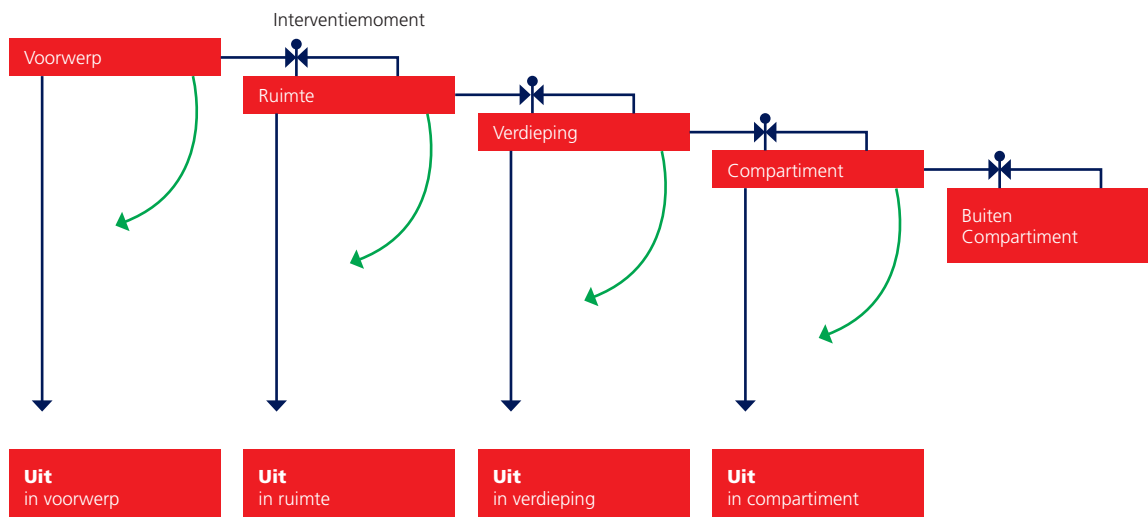 Interventiemoment
Voorwerp
Ruimte
Verdieping
Compartiment
Buiten
Compartiment
Uit
in voorwerp
Uit
in ruimte
Uit
in verdieping
Uit
in compartiment